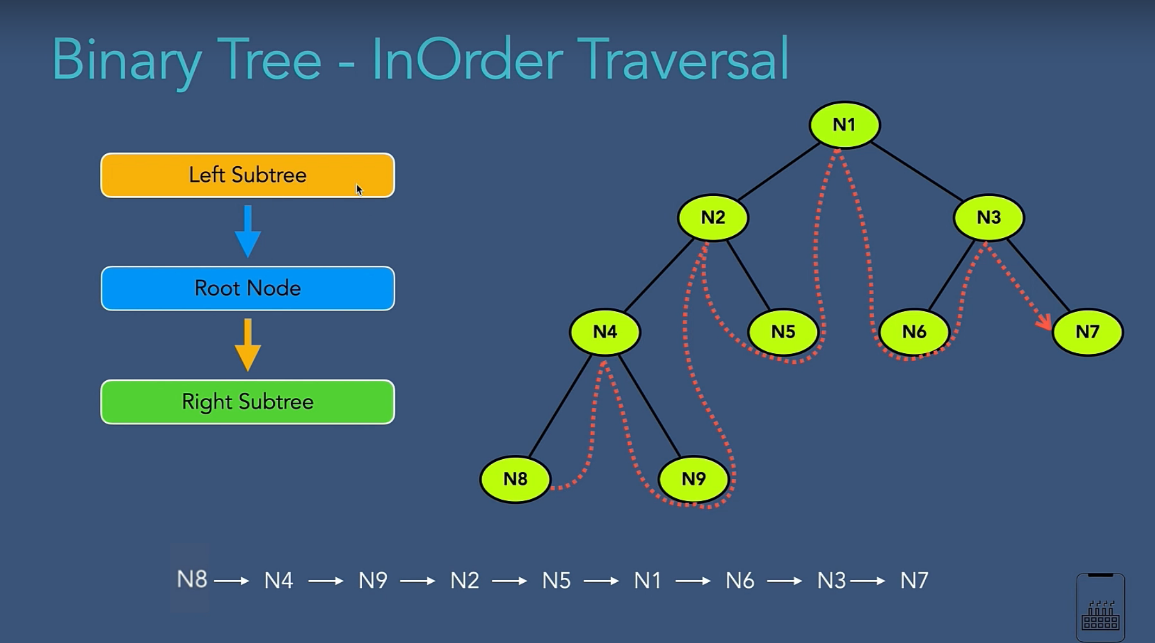 Binary Tree - InOrder Traversal
Left Subtree
Root Node
Right Subtree
N1
N2
N3
N4
N5
N6
N7
N8
N9
N8 → N4 → N9 → N2 → N5 → N1 → N6 → N3 → N7